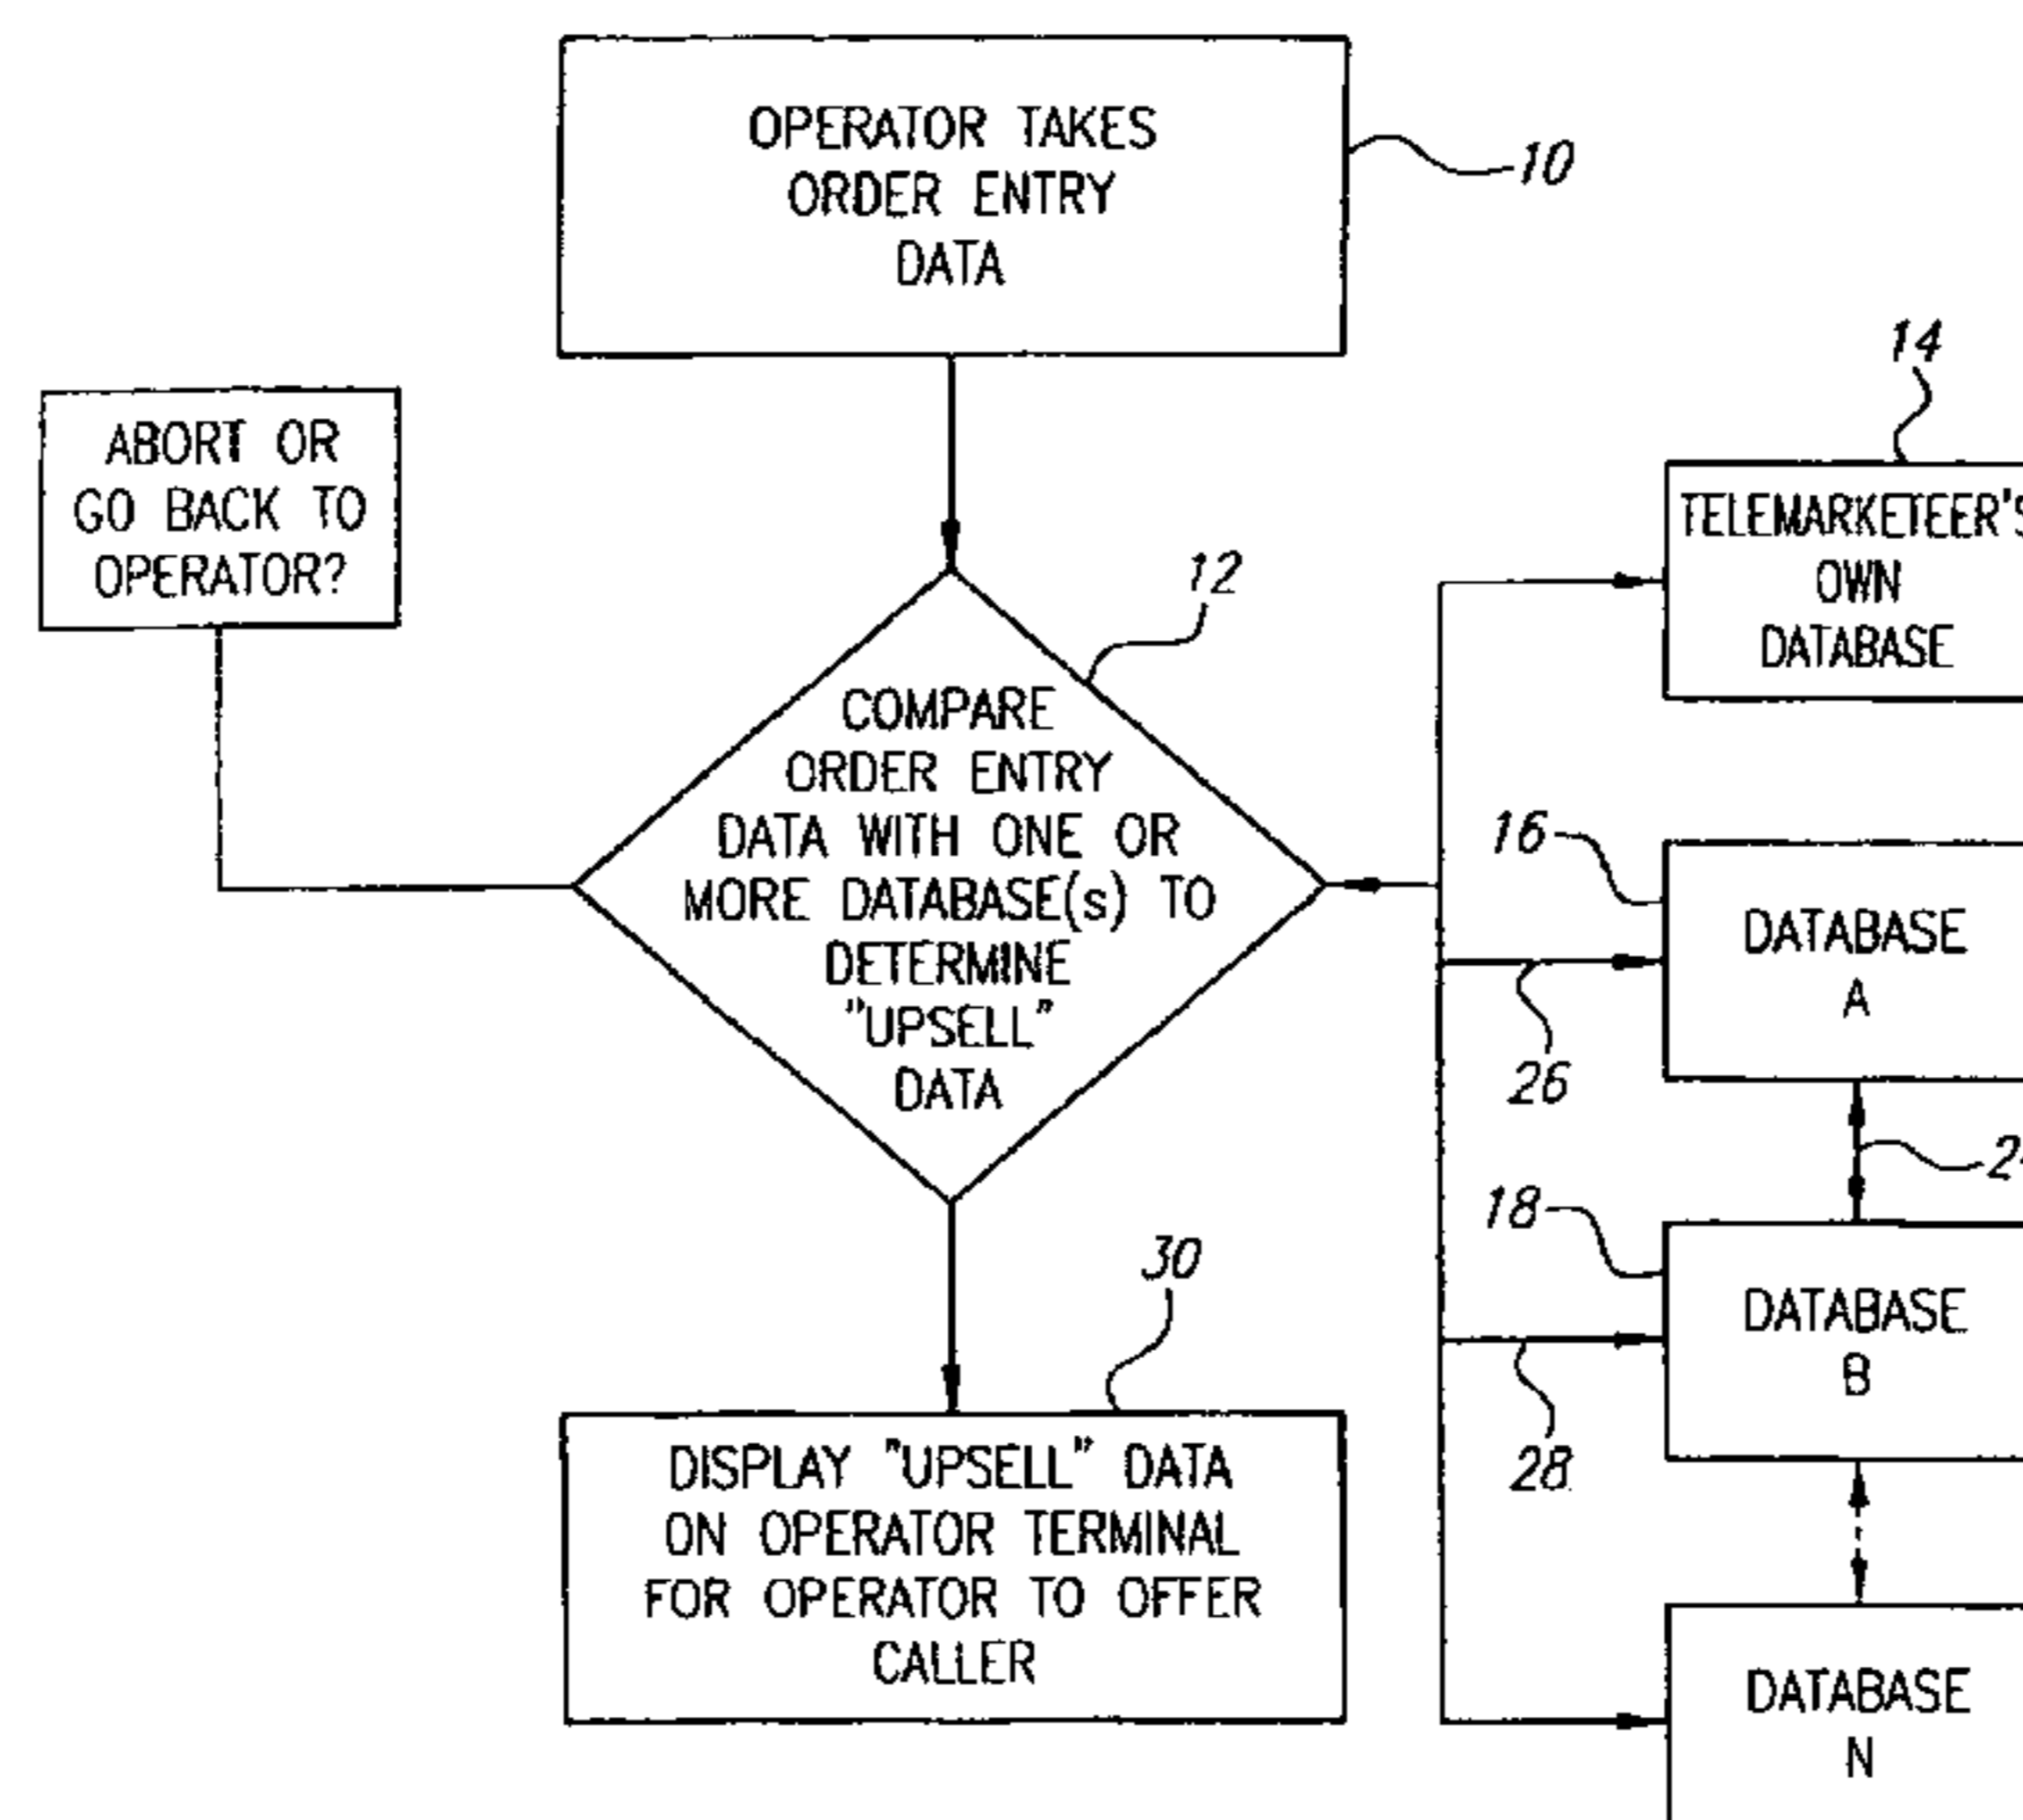 OPERATOR TAKES
ORDER ENTRY
DATA
10
ABORT OR
GO BACK TO
OPERATOR?
12
COMPARE
ORDER ENTRY
DATA WITH ONE OR
MORE DATABASE(s) TO
DETERMINE
"UPSELL"
DATA
14
TELEMARKETEER'S
OWN
DATABASE
16
DATABASE
A
26
18
DATABASE
B
28
30
DISPLAY "UPSELL" DATA
ON OPERATOR TERMINAL
FOR OPERATOR TO OFFER
CALLER
DATABASE
N